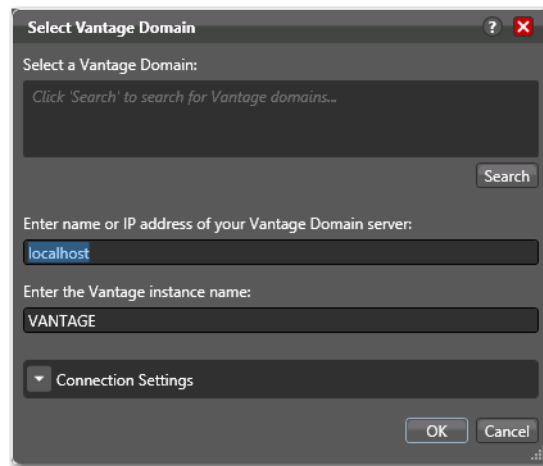 Select Vantage Domain ?
Select a Vantage Domain:
Click 'Search' to search for Vantage domains...
Search
Enter name or IP address of your Vantage Domain server:
localhost
Enter the Vantage instance name:
VANTAGE
Connection Settings
OK Cancel